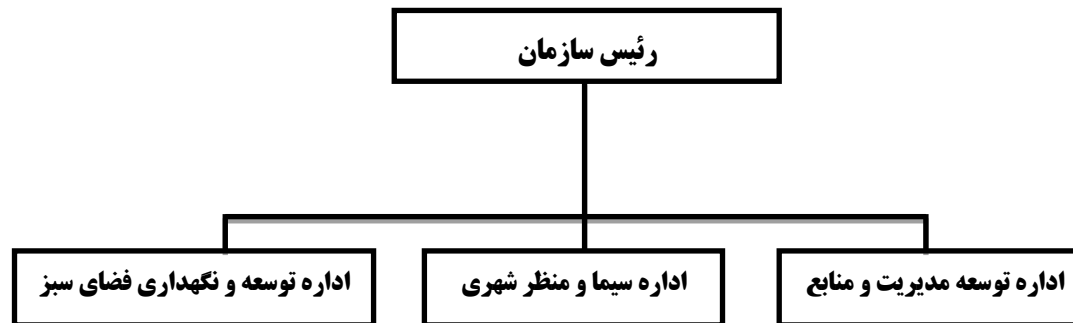 رئیس سازمان
اداره توسعه مدیریت و منابع
اداره سیما و منظر شهری
اداره توسعه و نگهداری فضای سبز